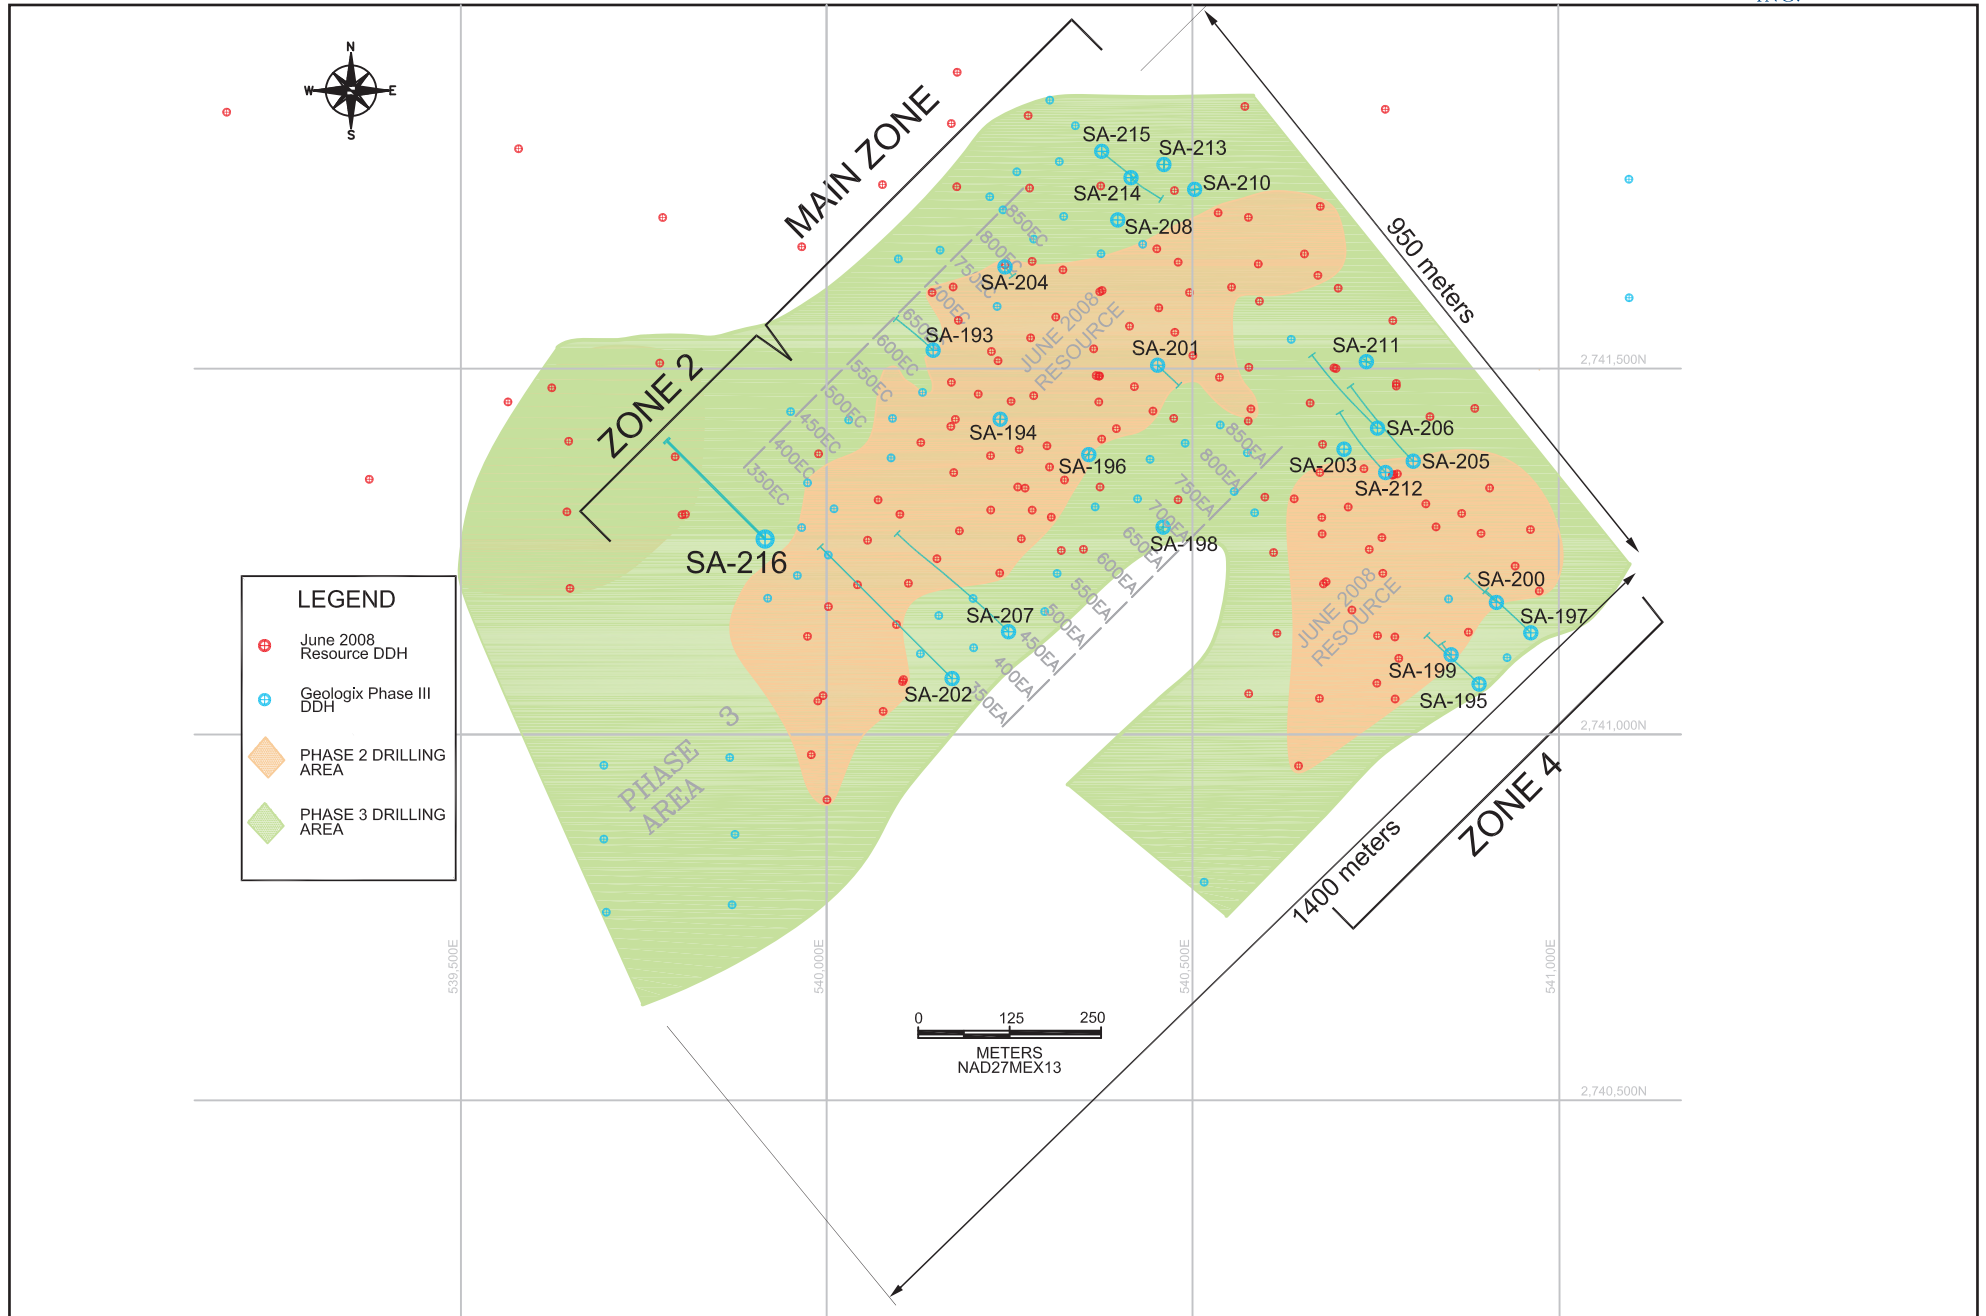 INC.
N
W E
S
MAIN ZONE
ZONE 2
950 meters
SA-215
SA-213
SA-214
SA-210
SA-208
850EC
800EC
750EC
700EC
650
600EC
550EC
500EC
450EC
400EC
350EC
SA-204
SA-193
JUNE 2008
RESOURCE
SA-201
SA-211
2,741,500N
SA-194
SA-196
SA-206
SA-203
SA-205
SA-212
SA-198
850EA
800EA
750EA
700EA
650EA
600EA
550EA
500EA
450EA
400EA
350EA
SA-216
SA-207
SA-202
JUNE 2008
RESOURCE
SA-200
SA-197
SA-199
SA-195
2,741,000N
LEGEND
June 2008
Resource DDH
Geologix Phase III
DDH
PHASE 2 DRILLING
AREA
PHASE 3 DRILLING
AREA
PHASE 3
AREA
ZONE 4
1400 meters
539,500E
540,000E
540,500E
541,000E
0 125 250
METERS
NAD27MEX13
2,740,500N